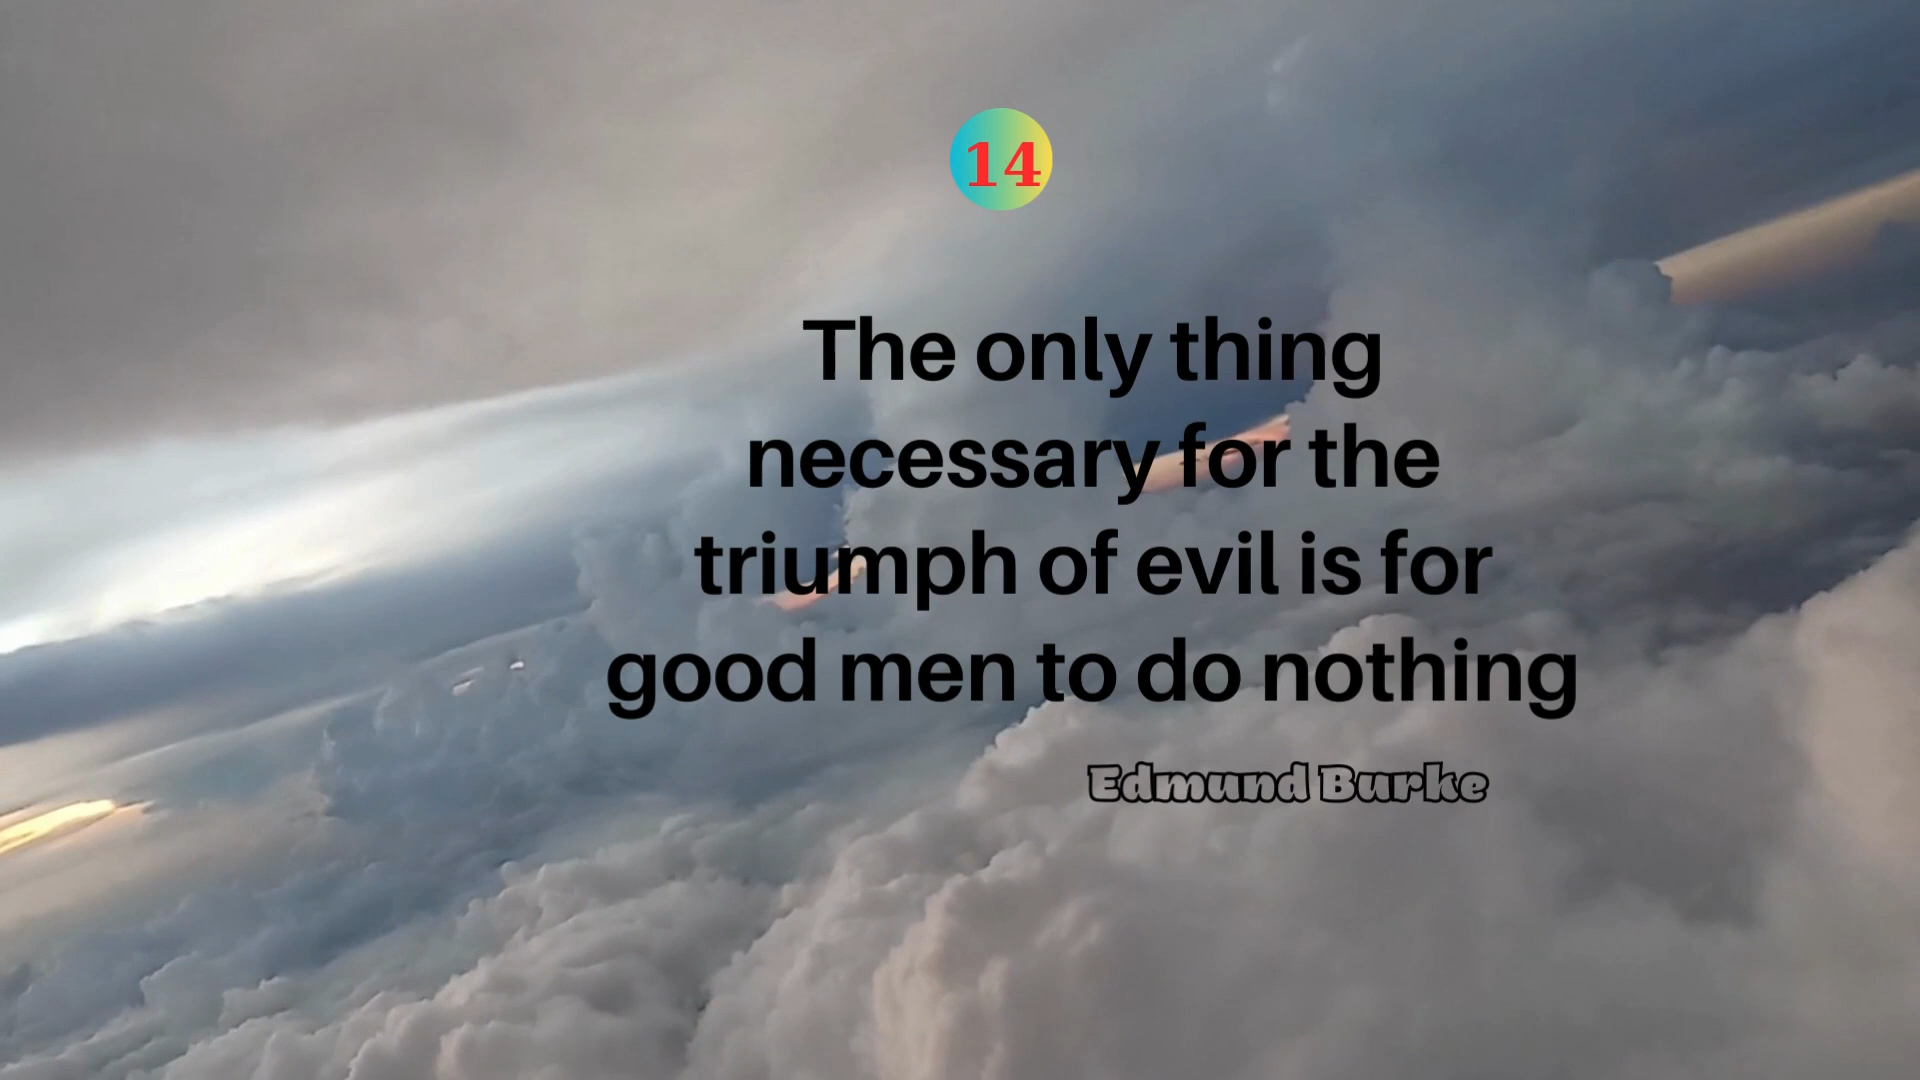 14
The only thing
necessary for the
triumph of evil is for
good men to do nothing
Edmund Burke